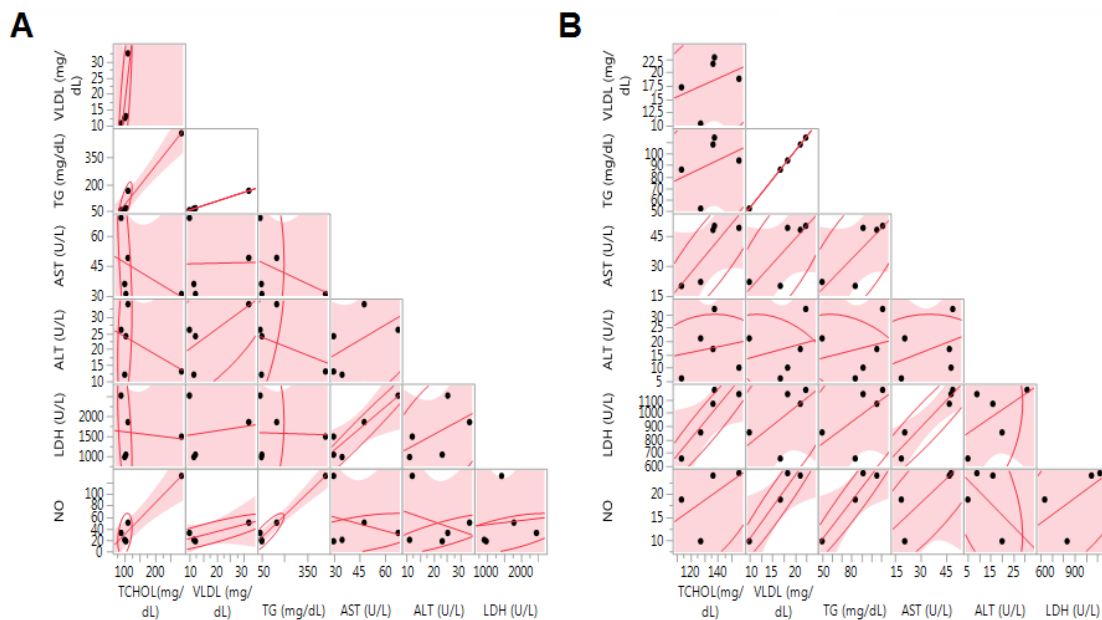 A
B
VLDL (mg/
dL)
30
25
20
15
10
TG (mg/dL)
350
200
50
AST (U/L)
60
45
30
ALT (U/L)
30
25
20
15
10
LDH (U/L)
2000
1500
1000
NO
100
80
60
40
20
0
100 200
10 20 30
50 350
30 45 60
10 20 30
1000 2000
TCHOL(mg/
dL)
VLDL (mg/
dL)
TG (mg/dL)
AST (U/L)
ALT (U/L)
LDH (U/L)
VLDL (mg/
dL)
22,5
20
17,5
15
10
TG (mg/dL)
100
90
80
70
60
50
AST (U/L)
45
30
15
ALT (U/L)
30
25
20
15
10
5
LDH (U/L)
1100
1000
900
800
700
600
NO
20
15
10
120 140
10 15 20
50 80
15 30 45
5 15 25
600 900
TCHOL(mg/
dL)
VLDL (mg/
dL)
TG (mg/dL)
AST (U/L)
ALT (U/L)
LDH (U/L)